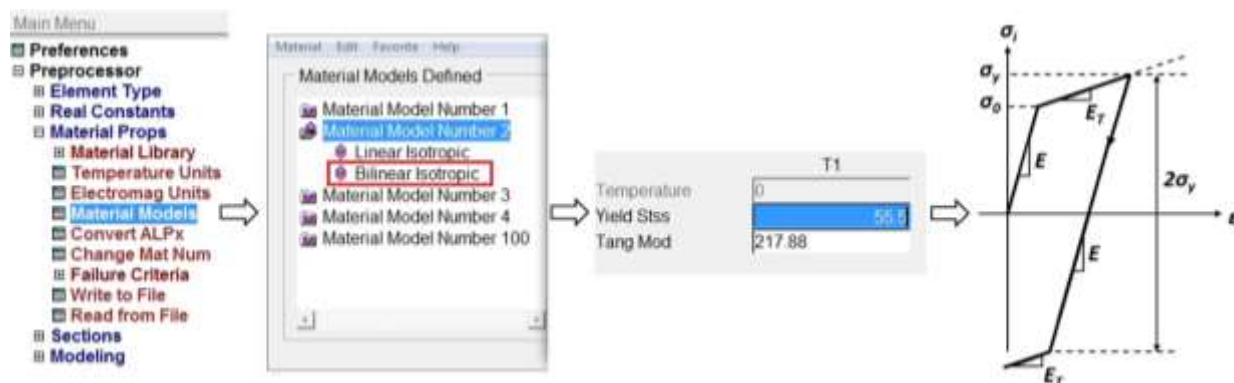 Main Menu
Preferences
Preprocessor
Element Type
Real Constants
Material Props
Material Library
Temperature Units
Electromag Units
Material Models
Convert ALPx
Change Mat Num
Failure Criteria
Write to File
Read from File
Sections
Modeling
Material Edit Favorite Help
Material Models Defined
Material Model Number 1
Material Model Number 2
Linear Isotropic
Bilinear Isotropic
Material Model Number 3
Material Model Number 4
Material Model Number 100
T1
Temperature 0
Yield Stss 55.5
Tang Mod 217.88
σi
σy
σ0
ET
E
2σy
ε
E
ET